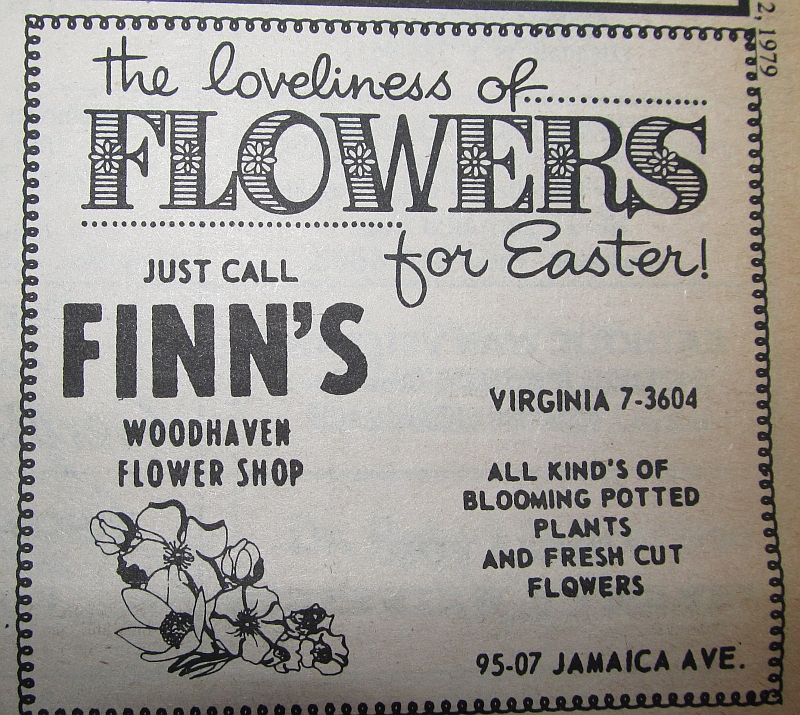 2, 1979
the loveliness of
FLOWERS
for Easter!
JUST CALL
FINN'S
WOODHAVEN
FLOWER SHOP
VIRGINIA 7-3604
ALL KIND'S OF
BLOOMING POTTED
PLANTS
AND FRESH CUT
FLOWERS
95-07 JAMAICA AVE.